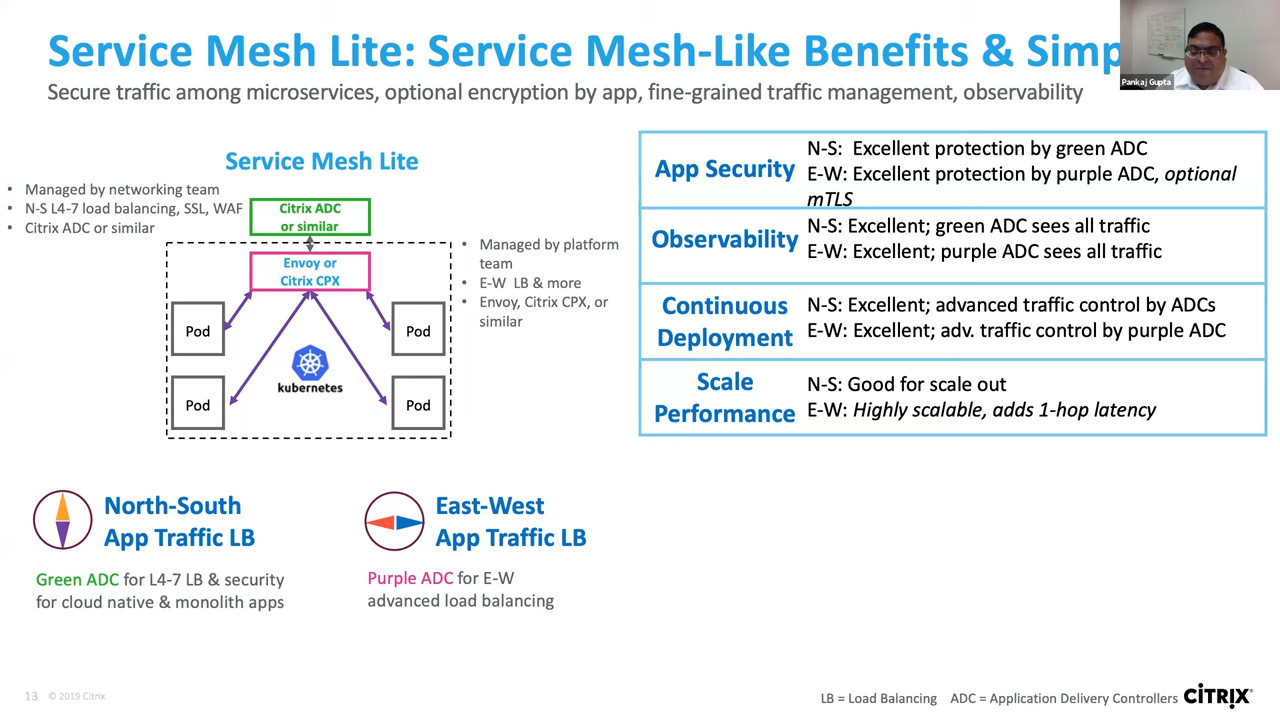 Service Mesh Lite: Service Mesh-Like Benefits & Simp
Secure traffic among microservices, optional encryption by app, fine-grained traffic management, observability
Pankaj Gupta
Service Mesh Lite
• Managed by networking team
• N-S L4-7 load balancing, SSL, WAF
• Citrix ADC or similar
Citrix ADC
or similar
Envoy or
Citrix CPX
• Managed by platform
team
• E-W LB & more
• Envoy, Citrix CPX, or
similar
Pod
Pod
kubernetes
Pod
Pod
App Security
N-S: Excellent protection by green ADC
E-W: Excellent protection by purple ADC, optional
mTLS
Observability
N-S: Excellent; green ADC sees all traffic
E-W: Excellent; purple ADC sees all traffic
Continuous
Deployment
N-S: Excellent; advanced traffic control by ADCs
E-W: Excellent; adv. traffic control by purple ADC
Scale
Performance
N-S: Good for scale out
E-W: Highly scalable, adds 1-hop latency
North-South
App Traffic LB
Green ADC for L4-7 LB & security
for cloud native & monolith apps
East-West
App Traffic LB
Purple ADC for E-W
advanced load balancing
13 © 2019 Citrix
LB = Load Balancing ADC = Application Delivery Controllers
CİTRIX